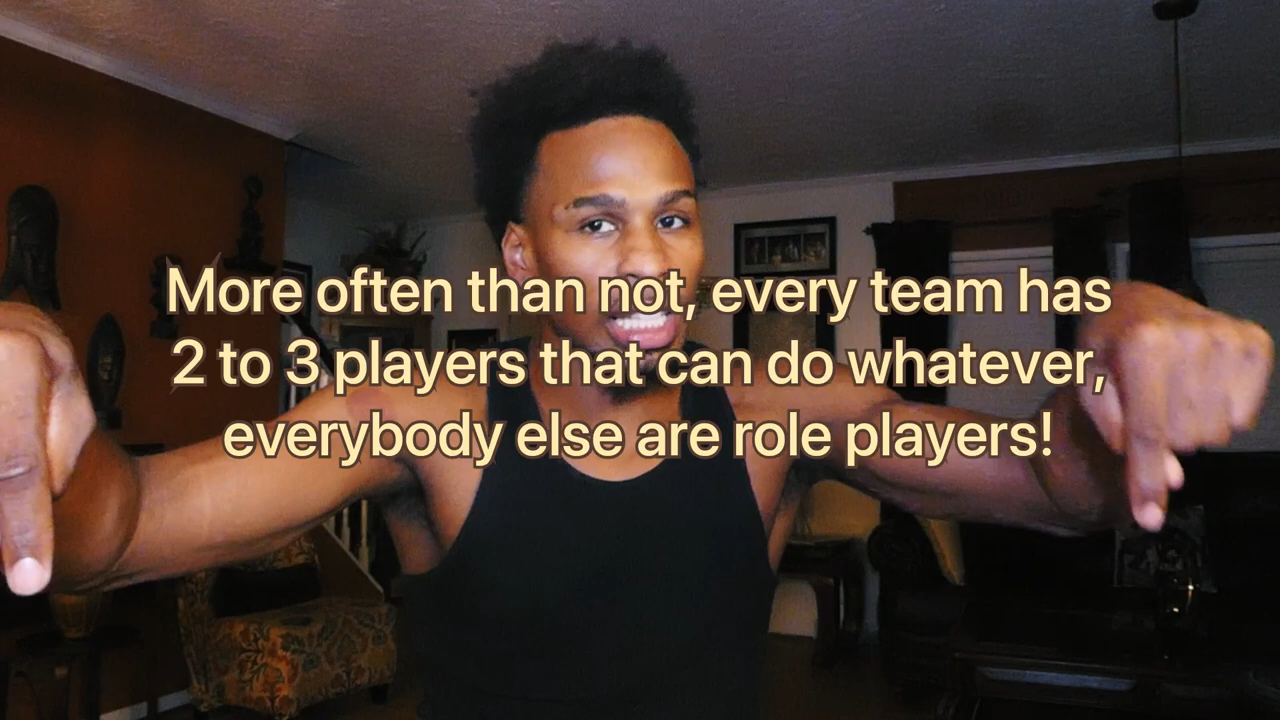 More often than not, every team has
2 to 3 players that can do whatever,
everybody else are role players!